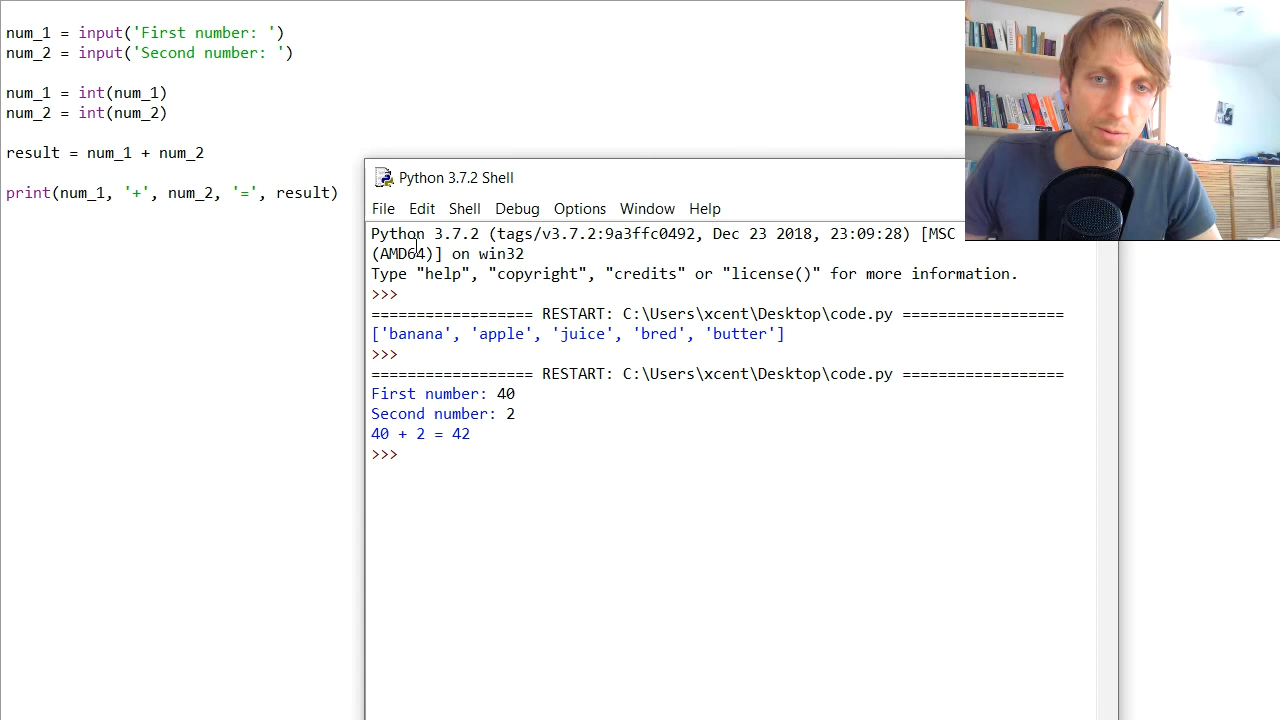 num_1 = input('First number: ')
num_2 = input('Second number: ')
num_1 = int(num_1)
num_2 = int(num_2)
result = num_1 + num_2
print(num_1, '+', num_2, '=', result)
Python 3.7.2 Shell
File Edit Shell Debug Options Window Help
Python 3.7.2 (tags/v3.7.2:9a3ffc0492, Dec 23 2018, 23:09:28) [MSC
(AMD64)] on win32
Type "help", "copyright", "credits" or "license()" for more information.
>>>
================== RESTART: C:\Users\xcent\Desktop\code.py ==================
['banana', 'apple', 'juice', 'bred', 'butter']
>>>
================== RESTART: C:\Users\xcent\Desktop\code.py ==================
First number: 40
Second number: 2
40 + 2 = 42
>>>